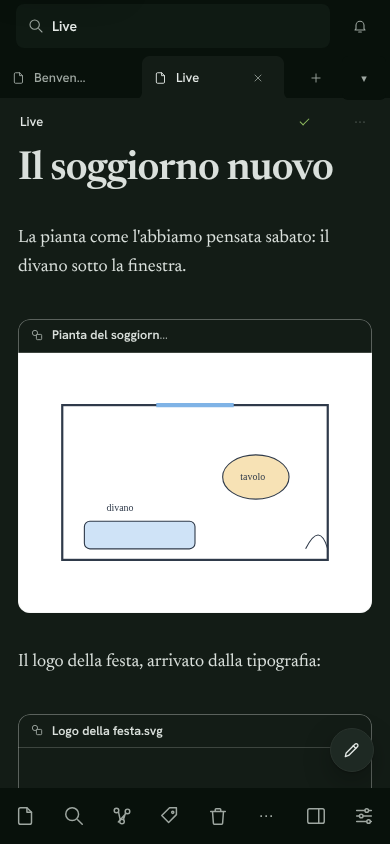 Live
Benven...
Live
Live
Il soggiorno nuovo
La pianta come l'abbiamo pensata sabato: il
divano sotto la finestra.
Pianta del soggiorn...
tavolo
divano
Il logo della festa, arrivato dalla tipografia:
Logo della festa.svg